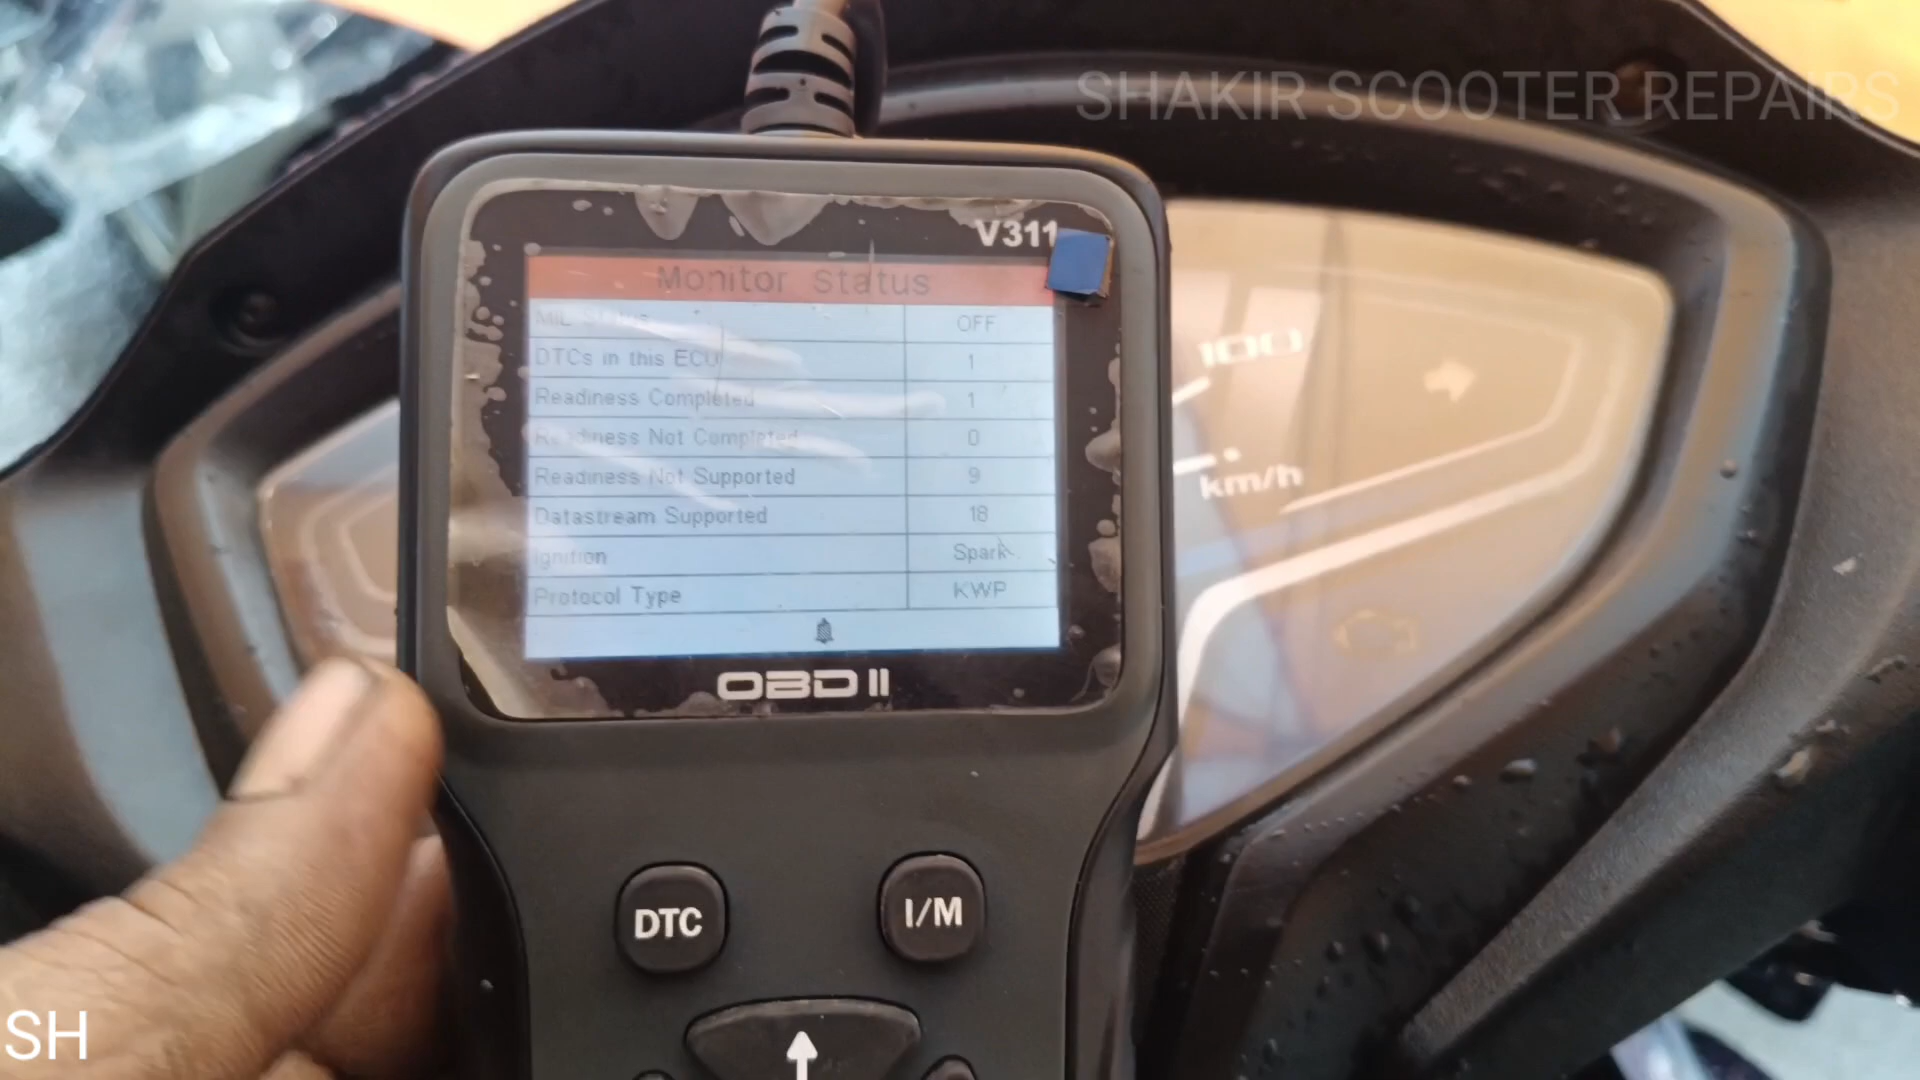 SHAKIR SCOOTER REPAIRS
V311
Monitor Status
MIL Status OFF
DTCs in this ECU 1
Readiness Completed 1
Readiness Not Completed 0
Readiness Not Supported 9
Datastream Supported 18
Ignition Spark
Protocol Type KWP
OBD II
100
km/h
DTC
I/M
SH